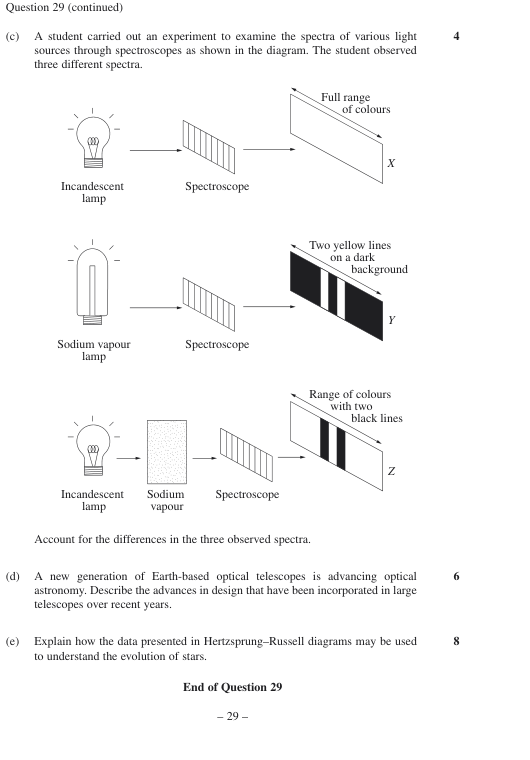 Question 29 (continued)
(c) A student carried out an experiment to examine the spectra of various light 4
sources through spectroscopes as shown in the diagram. The student observed
three different spectra.
Full range
of colours
X
Incandescent
lamp
Spectroscope
Two yellow lines
on a dark
background
Y
Sodium vapour
lamp
Spectroscope
Range of colours
with two
black lines
Z
Incandescent
lamp
Sodium
vapour
Spectroscope
Account for the differences in the three observed spectra.
(d) A new generation of Earth-based optical telescopes is advancing optical 6
astronomy. Describe the advances in design that have been incorporated in large
telescopes over recent years.
(e) Explain how the data presented in Hertzsprung–Russell diagrams may be used 8
to understand the evolution of stars.
End of Question 29
– 29 –